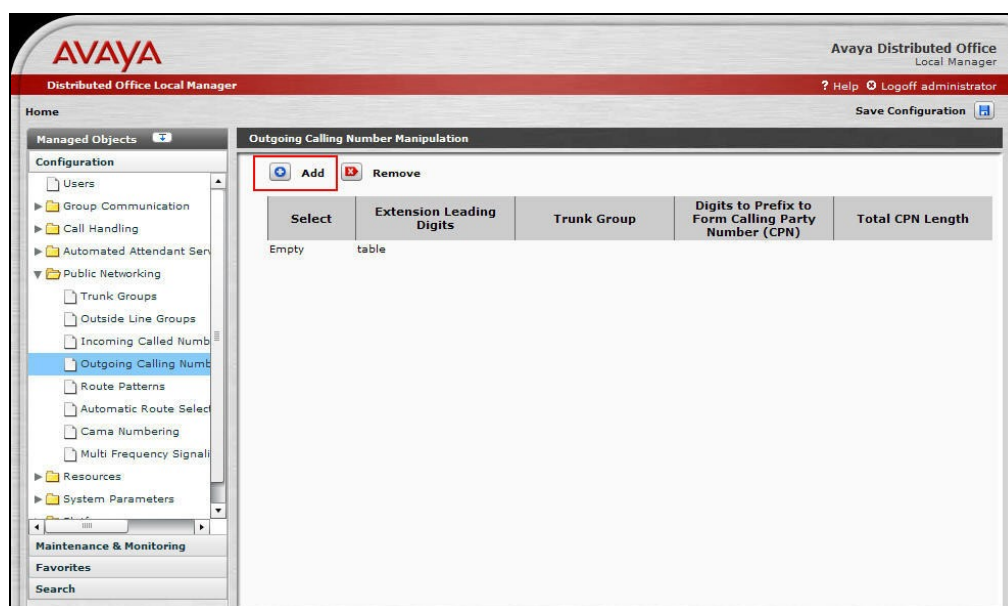 AVAYA
Avaya Distributed Office
Local Manager
Distributed Office Local Manager
? Help Logoff administrator
Home
Save Configuration
Managed Objects
Outgoing Calling Number Manipulation
Configuration
Add Remove
Users
Group Communication
Call Handling
Automated Attendant Serv
Public Networking
Trunk Groups
Outside Line Groups
Incoming Called Numb
Outgoing Calling Numb
Route Patterns
Automatic Route Select
Cama Numbering
Multi Frequency Signali
Resources
System Parameters
Maintenance & Monitoring
Favorites
Search
Select
Extension Leading
Digits
Trunk Group
Digits to Prefix to
Form Calling Party
Number (CPN)
Total CPN Length
Empty table